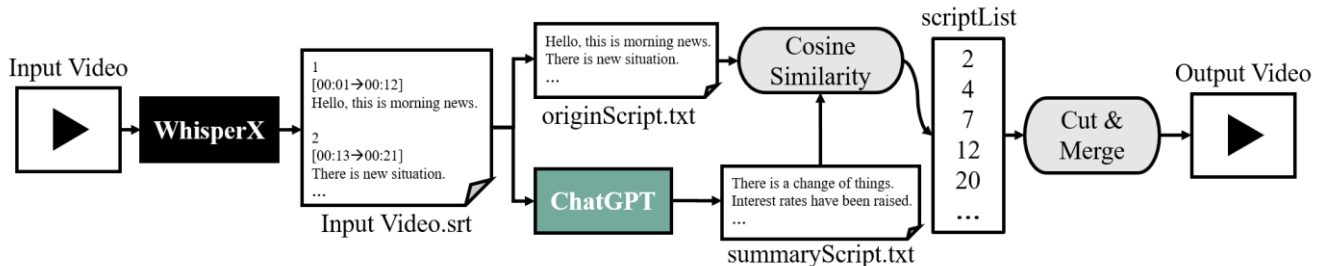 Input Video
WhisperX
1
[00:01→00:12]
Hello, this is morning news.
2
[00:13→00:21]
There is new situation.
...
Input Video.srt
Hello, this is morning news.
There is new situation.
...
originScript.txt
ChatGPT
There is a change of things.
Interest rates have been raised.
...
summaryScript.txt
Cosine
Similarity
scriptList
2
4
7
12
20
...
Cut &
Merge
Output Video